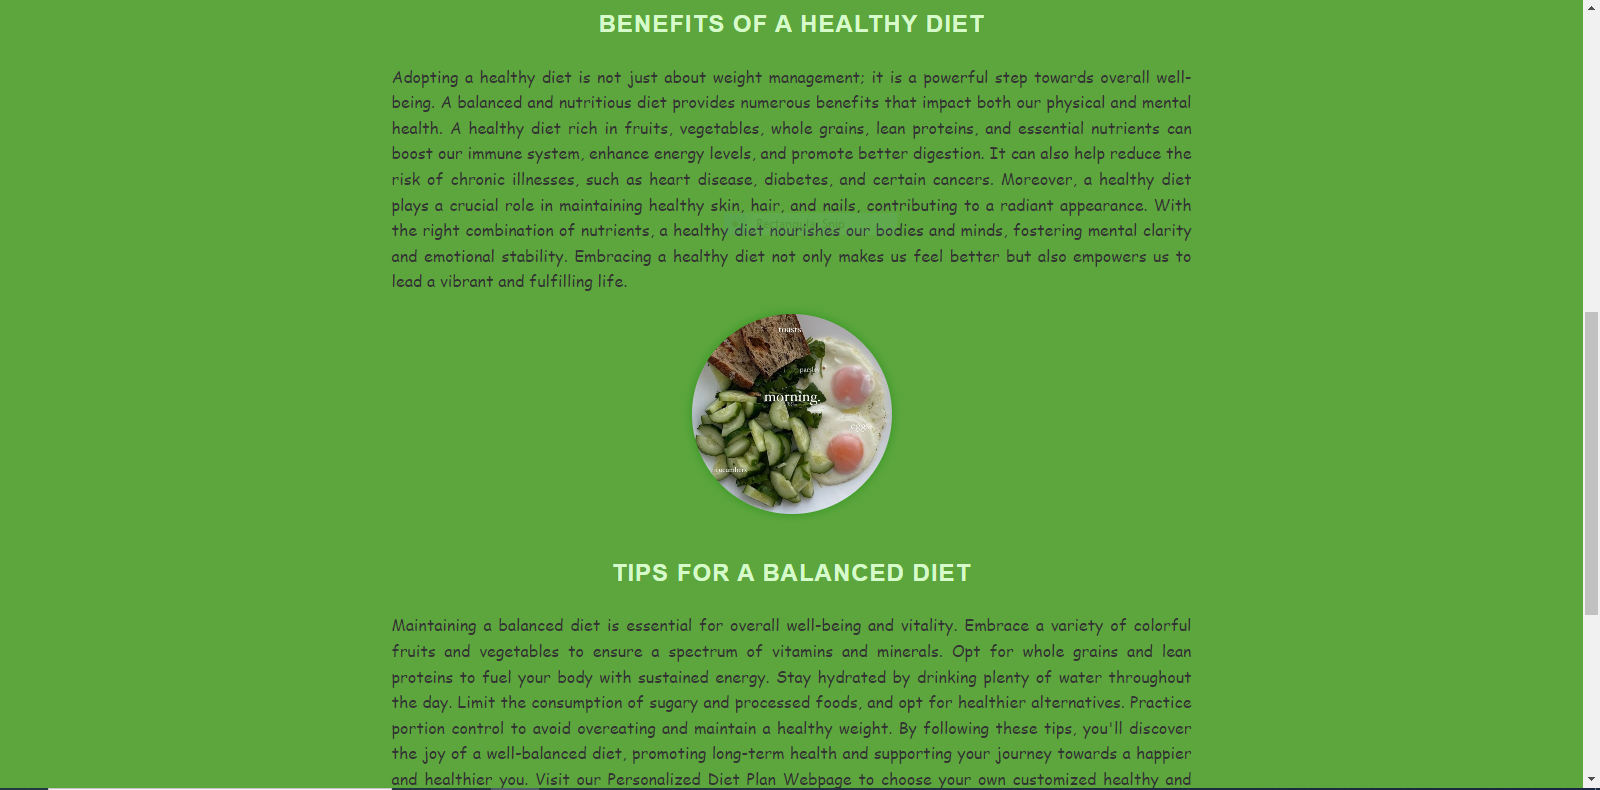 BENEFITS OF A HEALTHY DIET
Adopting a healthy diet is not just about weight management; it is a powerful step towards overall well-
being. A balanced and nutritious diet provides numerous benefits that impact both our physical and mental
health. A healthy diet rich in fruits, vegetables, whole grains, lean proteins, and essential nutrients can
boost our immune system, enhance energy levels, and promote better digestion. It can also help reduce the
risk of chronic illnesses, such as heart disease, diabetes, and certain cancers. Moreover, a healthy diet
plays a crucial role in maintaining healthy skin, hair, and nails, contributing to a radiant appearance. With
Rectangular Snip
the right combination of nutrients, a healthy diet nourishes our bodies and minds, fostering mental clarity
and emotional stability. Embracing a healthy diet not only makes us feel better but also empowers us to
lead a vibrant and fulfilling life.
toasts
parsley
morning.
eggs
cucumbers
TIPS FOR A BALANCED DIET
Maintaining a balanced diet is essential for overall well-being and vitality. Embrace a variety of colorful
fruits and vegetables to ensure a spectrum of vitamins and minerals. Opt for whole grains and lean
proteins to fuel your body with sustained energy. Stay hydrated by drinking plenty of water throughout
the day. Limit the consumption of sugary and processed foods, and opt for healthier alternatives. Practice
portion control to avoid overeating and maintain a healthy weight. By following these tips, you'll discover
the joy of a well-balanced diet, promoting long-term health and supporting your journey towards a happier
and healthier you. Visit our Personalized Diet Plan Webpage to choose your own customized healthy and